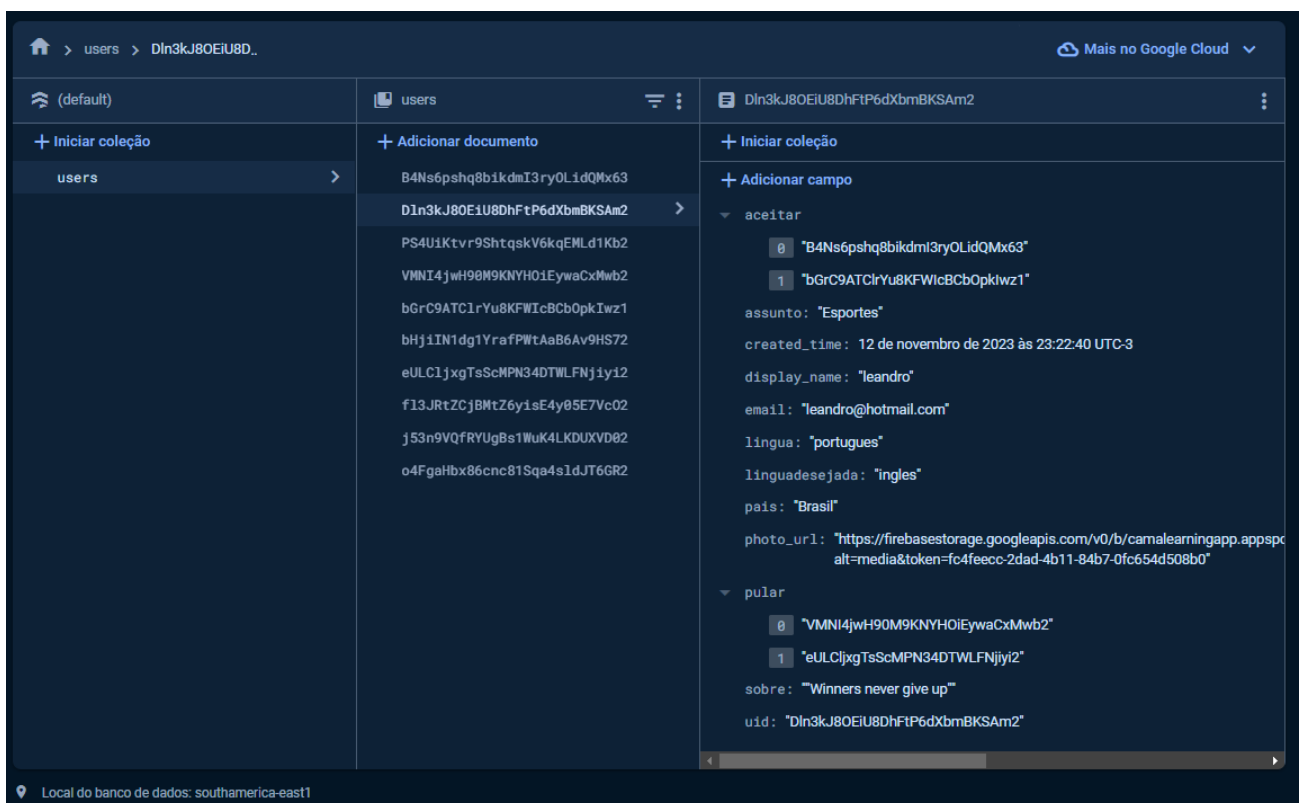 users > Dln3kJ8OEiU8D..
Mais no Google Cloud
(default)
users
Dln3kJ8OEiU8DhFtP6dXbmBKSAm2
+ Iniciar coleção
+ Adicionar documento
+ Iniciar coleção
users
B4Ns6pshq8bikdmI3ryOLidQMx63
Dln3kJ8OEiU8DhFtP6dXbmBKSAm2
PS4UiKtvr9ShtqskV6kqEMLd1Kb2
VMNI4jwH90M9KNYHOiEywaCxMwb2
bGrC9ATClrYu8KFWIcBCbOpkIwz1
bHjiIN1dg1YrafPWtAaB6Av9HS72
eULCljxgTsScMPN34DTWLFNjiyi2
fl3JRtZCjBMtZ6yisE4y05E7VcO2
j53n9VQfRYUgBs1WuK4LKDUXVD02
o4FgaHbx86cnc81Sqa4sldJT6GR2
+ Adicionar campo
aceitar
0 "B4Ns6pshq8bikdmI3ryOLidQMx63"
1 "bGrC9ATClrYu8KFWIcBCbOpkIwz1"
assunto: "Esportes"
created_time: 12 de novembro de 2023 às 23:22:40 UTC-3
display_name: "leandro"
email: "leandro@hotmail.com"
lingua: "portugues"
linguadesejada: "ingles"
pais: "Brasil"
photo_url: "https://firebasestorage.googleapis.com/v0/b/camalearningapp.appspo
alt=media&token=fc4feecc-2dad-4b11-84b7-0fc654d508b0"
pular
0 "VMNI4jwH90M9KNYHOiEywaCxMwb2"
1 "eULCljxgTsScMPN34DTWLFNjiyi2"
sobre: ""Winners never give up""
uid: "Dln3kJ8OEiU8DhFtP6dXbmBKSAm2"
Local do banco de dados: southamerica-east1